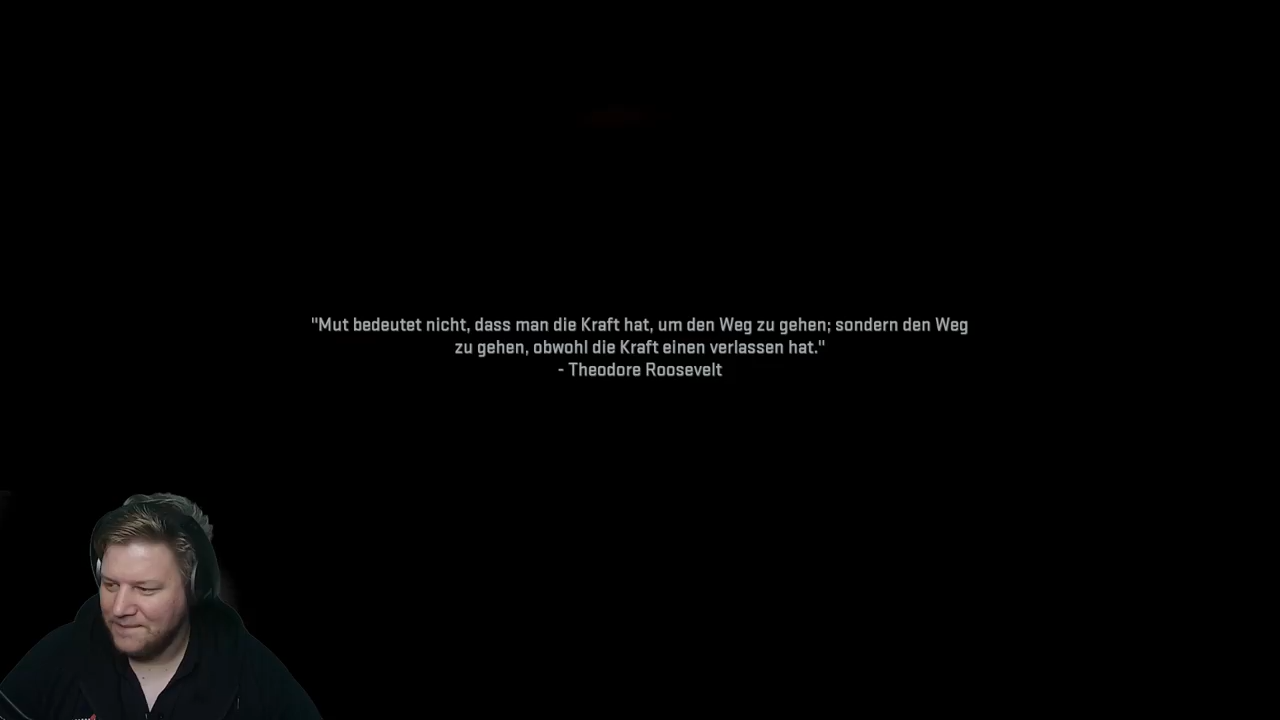 "Mut bedeutet nicht, dass man die Kraft hat, um den Weg zu gehen; sondern den Weg
zu gehen, obwohl die Kraft einen verlassen hat."
- Theodore Roosevelt